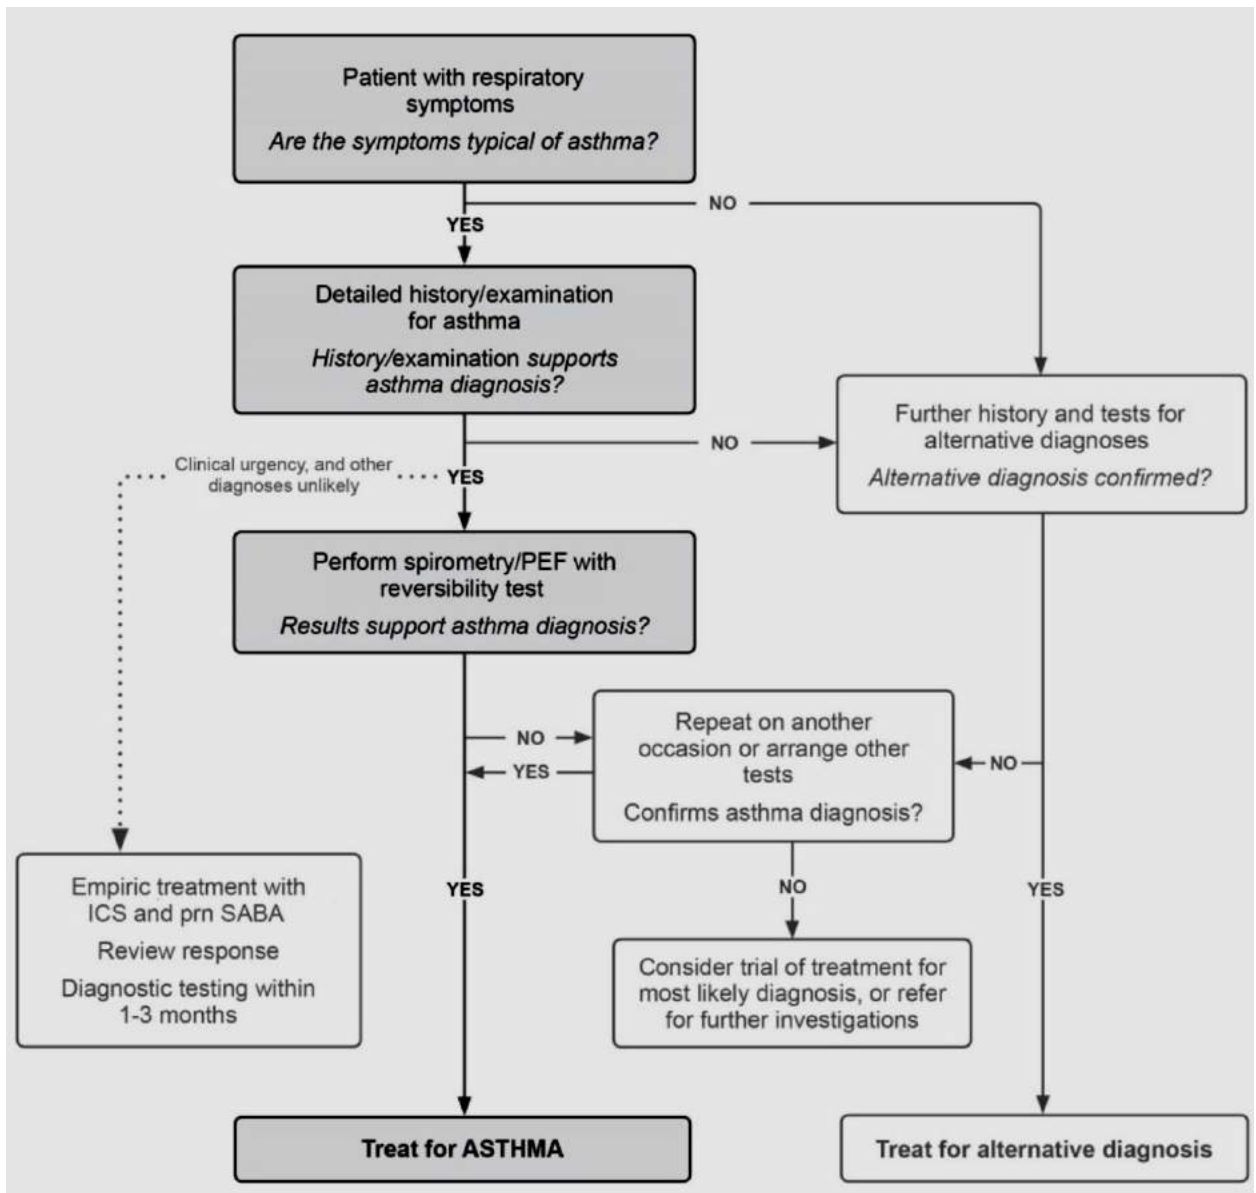 Patient with respiratory
symptoms
Are the symptoms typical of asthma?
NO
YES
Detailed history/examination
for asthma
History/examination supports
asthma diagnosis?
Further history and tests for
alternative diagnoses
Alternative diagnosis confirmed?
NO
Clinical urgency, and other
diagnoses unlikely
YES
Perform spirometry/PEF with
reversibility test
Results support asthma diagnosis?
Repeat on another
occasion or arrange other
tests
Confirms asthma diagnosis?
NO
YES
NO
Empiric treatment with
ICS and prn SABA
Review response
Diagnostic testing within
1-3 months
YES
NO
YES
Consider trial of treatment for
most likely diagnosis, or refer
for further investigations
Treat for ASTHMA
Treat for alternative diagnosis